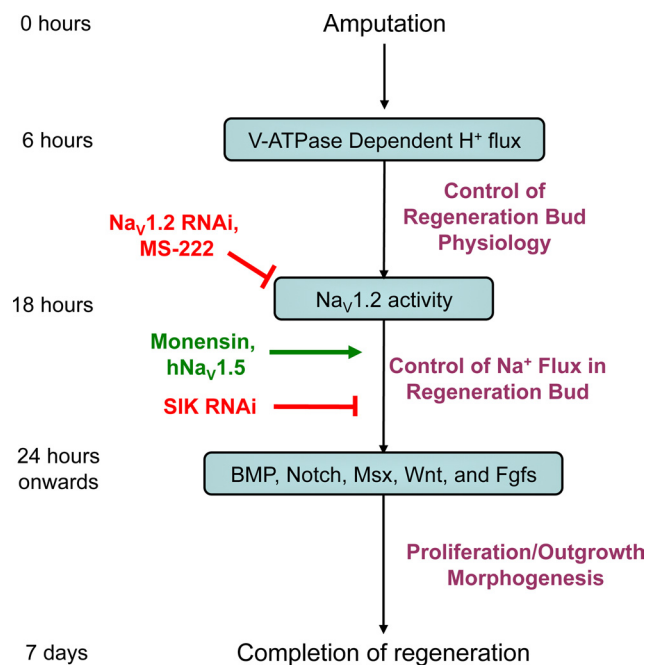 0 hours
Amputation
6 hours
V-ATPase Dependent H⁺ flux
Control of
Regeneration Bud
Physiology
Naᵥ1.2 RNAi,
MS-222
18 hours
Naᵥ1.2 activity
Monensin,
hNaᵥ1.5
Control of Na⁺ Flux in
Regeneration Bud
SIK RNAi
24 hours
onwards
BMP, Notch, Msx, Wnt, and Fgfs
Proliferation/Outgrowth
Morphogenesis
7 days
Completion of regeneration